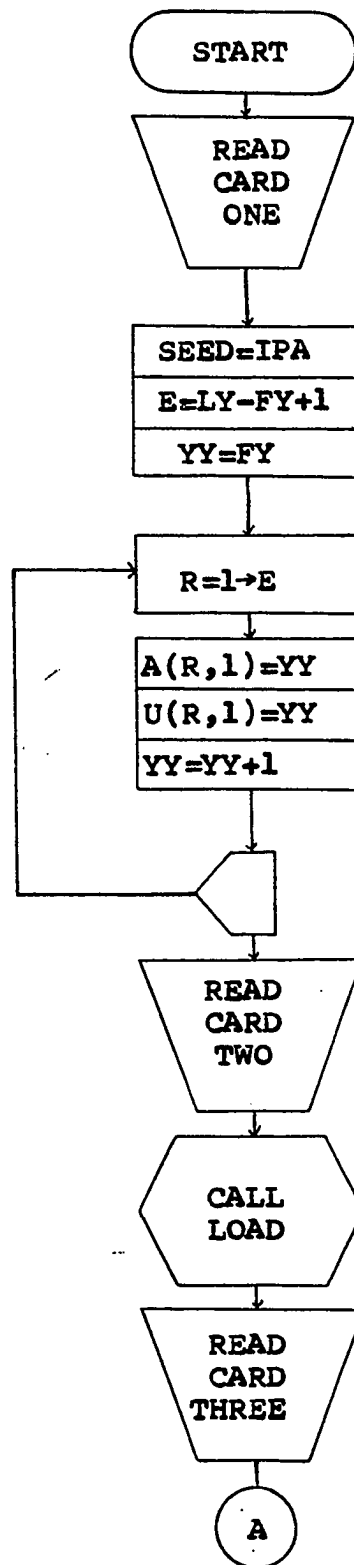 START
READ
CARD
ONE
SEED=IPA
E=LY-FY+1
YY=FY
R=1→E
A(R,1)=YY
U(R,1)=YY
YY=YY+1
READ
CARD
TWO
CALL
LOAD
READ
CARD
THREE
A